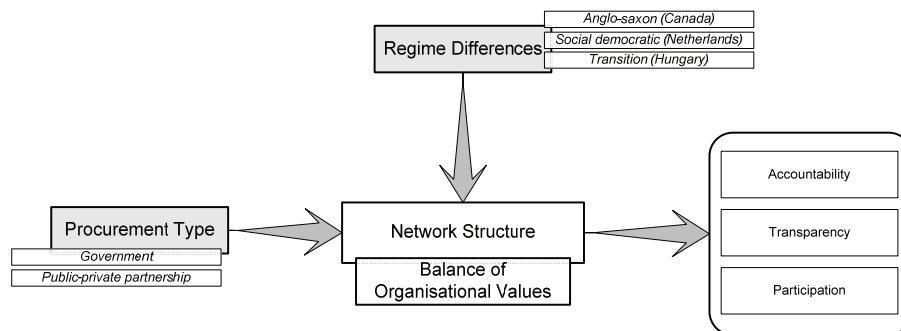 Anglo-saxon (Canada)
Regime Differences
Social democratic (Netherlands)
Transition (Hungary)
Accountability
Procurement Type
Network Structure
Transparency
Government
Public-private partnership
Balance of
Organisational Values
Participation